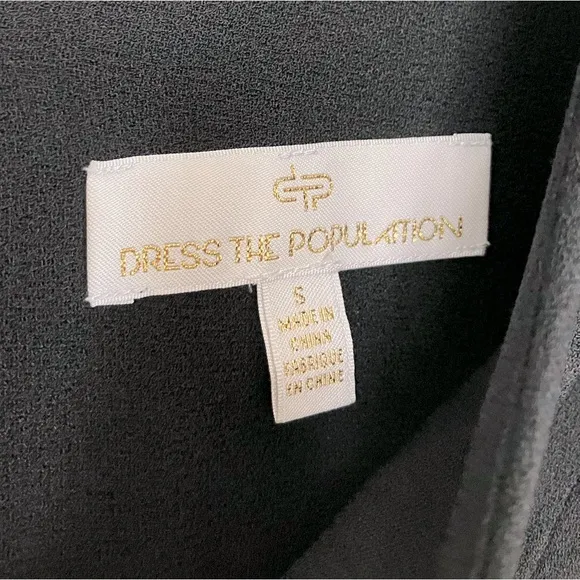 DRESS THE POPULATION
S
MADE IN
CHINA
FABRIQUE
EN CHINE